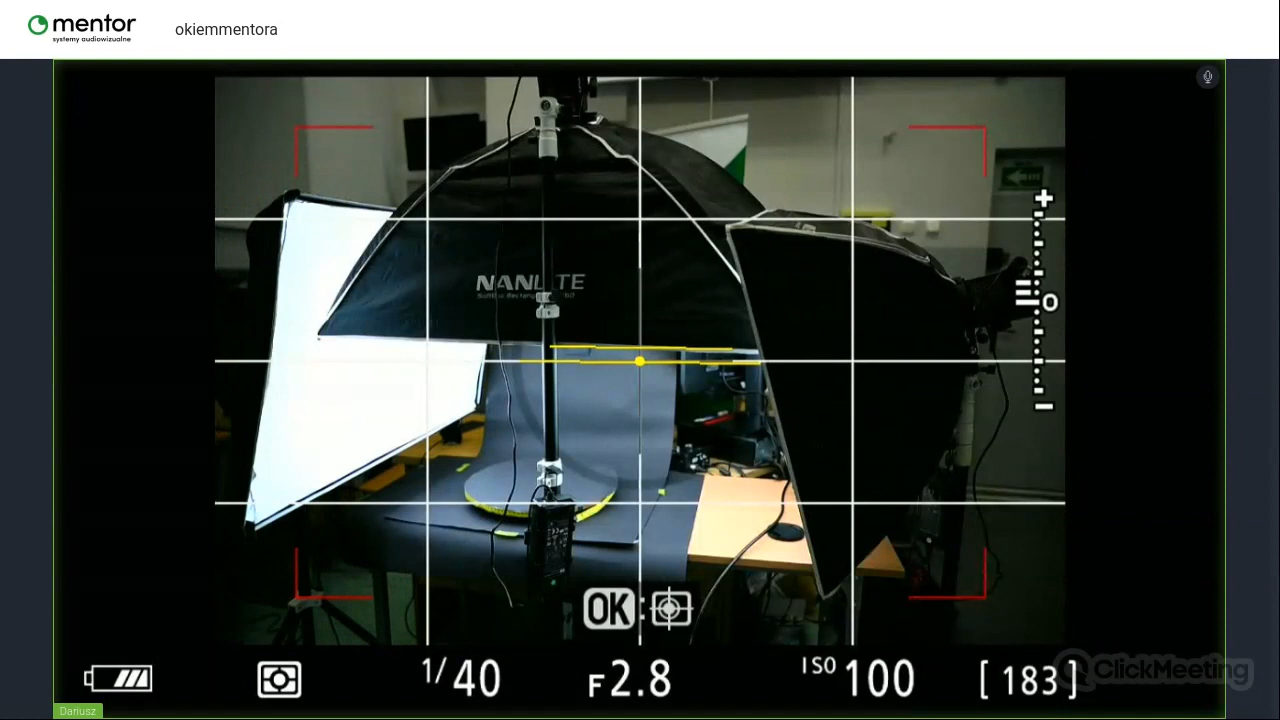 mentor
systemy audiowizualne
okiemmentora
NANLITE
OK
1/40
F2.8
ISO 100
[ 183 ]
ClickMeeting
Dariusz